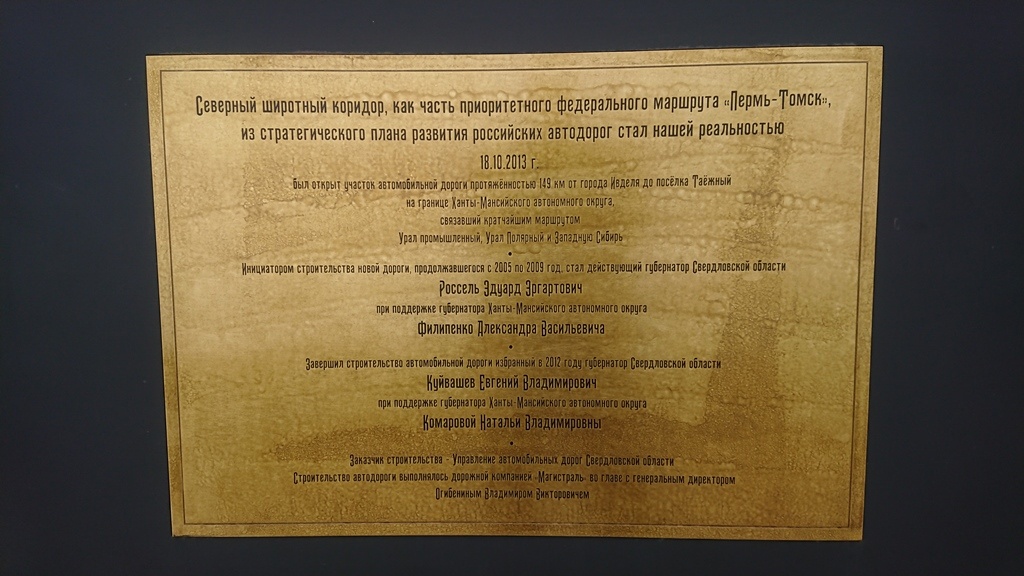 Северный широтный коридор, как часть приоритетного федерального маршрута «Пермь-Томск»,
из стратегического плана развития российских автодорог стал нашей реальностью
18.10.2013 г.
был открыт участок автомобильной дороги протяжённостью 149 км от города Ивделя до посёлка Таёжный
на границе Ханты-Мансийского автономного округа,
связавший кратчайшим маршрутом
Урал промышленный, Урал Полярный и Западную Сибирь
•
Инициатором строительства новой дороги, продолжавшегося с 2005 по 2009 год, стал действующий губернатор Свердловской области
Россель Эдуард Эргартович
при поддержке губернатора Ханты-Мансийского автономного округа
Филипенко Александра Васильевича
•
Завершил строительство автомобильной дороги избранный в 2012 году губернатор Свердловской области
Куйвашев Евгений Владимирович
при поддержке губернатора Ханты-Мансийского автономного округа
Комаровой Натальи Владимировны
•
Заказчик строительства - Управление автомобильных дорог Свердловской области
Строительство автодороги выполнялось дорожной компанией «Магистраль» во главе с генеральным директором
Огибениным Владимиром Викторовичем